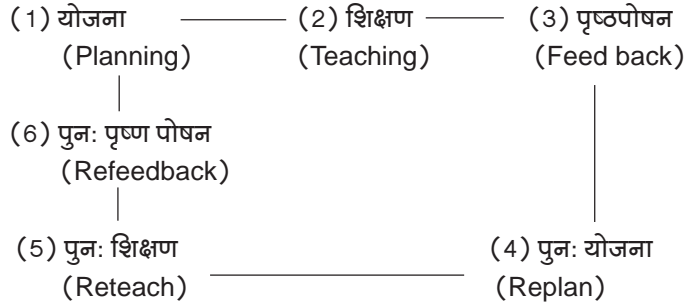 (1) योजना (2) शिक्षण (3) पृष्ठपोषन
(Planning) (Teaching) (Feed back)
(6) पुन: पृष्ण पोषन
(Refeedback)
(5) पुन: शिक्षण (4) पुन: योजना
(Reteach) (Replan)